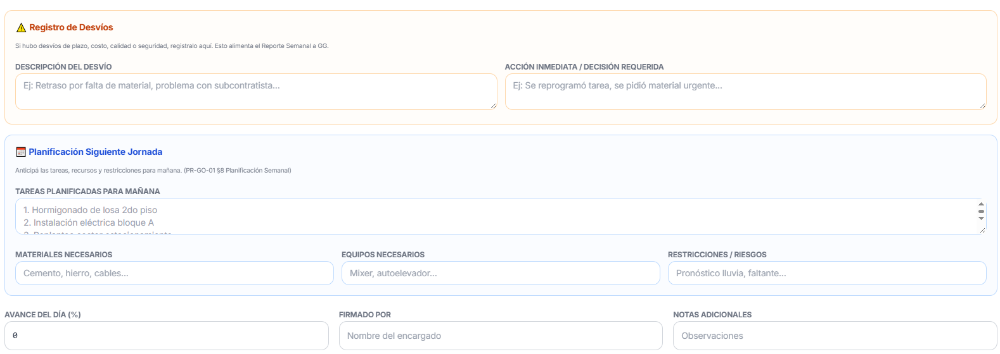 Registro de Desvíos
Si hubo desvíos de plazo, costo, calidad o seguridad, registralo aquí. Esto alimenta el Reporte Semanal a GG.
DESCRIPCIÓN DEL DESVÍO
Ej: Retraso por falta de material, problema con subcontratista...
ACCIÓN INMEDIATA / DECISIÓN REQUERIDA
Ej: Se reprogramó tarea, se pidió material urgente...
Planificación Siguiente Jornada
Anticipá las tareas, recursos y restricciones para mañana. (PR-GO-01 §8 Planificación Semanal)
TAREAS PLANIFICADAS PARA MAÑANA
1. Hormigonado de losa 2do piso
2. Instalación eléctrica bloque A
MATERIALES NECESARIOS
Cemento, hierro, cables...
EQUIPOS NECESARIOS
Mixer, autoelevador...
RESTRICCIONES / RIESGOS
Pronóstico lluvia, faltante...
AVANCE DEL DÍA (%)
0
FIRMADO POR
Nombre del encargado
NOTAS ADICIONALES
Observaciones